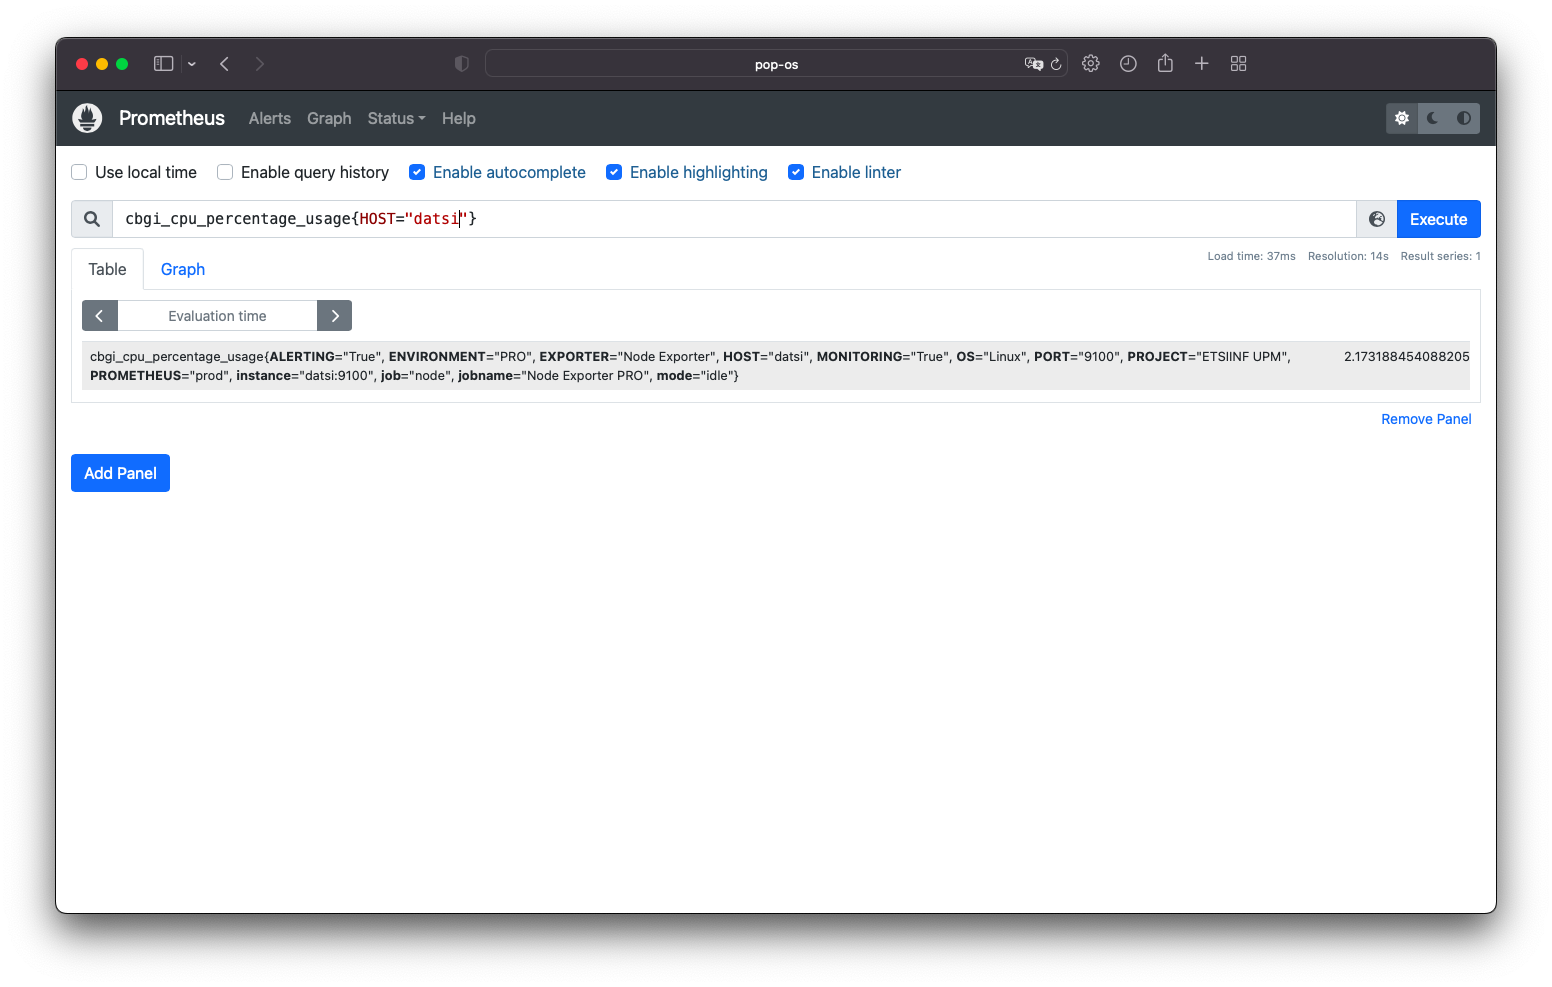 pop-os
Prometheus Alerts Graph Status Help
Use local time Enable query history Enable autocomplete Enable highlighting Enable linter
cbgi_cpu_percentage_usage{HOST="datsi"}
Execute
Load time: 37ms Resolution: 14s Result series: 1
Table Graph
Evaluation time
cbgi_cpu_percentage_usage{ALERTING="True", ENVIRONMENT="PRO", EXPORTER="Node Exporter", HOST="datsi", MONITORING="True", OS="Linux", PORT="9100", PROJECT="ETSIINF UPM", 2.173188454088205
PROMETHEUS="prod", instance="datsi:9100", job="node", jobname="Node Exporter PRO", mode="idle"}
Remove Panel
Add Panel